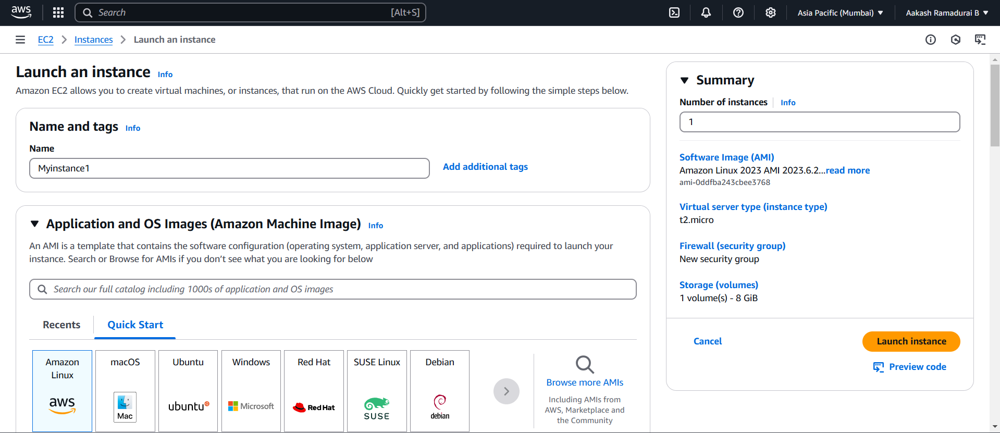 aws
Search [Alt+S]
Asia Pacific (Mumbai)
Aakash Ramadurai B
EC2 Instances Launch an instance
Launch an instance Info
Amazon EC2 allows you to create virtual machines, or instances, that run on the AWS Cloud. Quickly get started by following the simple steps below.
Name and tags Info
Name
Myinstance1
Add additional tags
Application and OS Images (Amazon Machine Image) Info
An AMI is a template that contains the software configuration (operating system, application server, and applications) required to launch your
instance. Search or Browse for AMIs if you don’t see what you are looking for below
Search our full catalog including 1000s of application and OS images
Recents
Quick Start
Amazon
Linux
aws
macOS
Mac
Ubuntu
ubuntu
Windows
Microsoft
Red Hat
Red Hat
SUSE Linux
SUSE
Debian
debian
Browse more AMIs
Including AMIs from
AWS, Marketplace and
the Community
Summary
Number of instances Info
1
Software Image (AMI)
Amazon Linux 2023 AMI 2023.6.2...read more
ami-0ddfba243cbee3768
Virtual server type (instance type)
t2.micro
Firewall (security group)
New security group
Storage (volumes)
1 volume(s) - 8 GiB
Cancel
Launch instance
Preview code